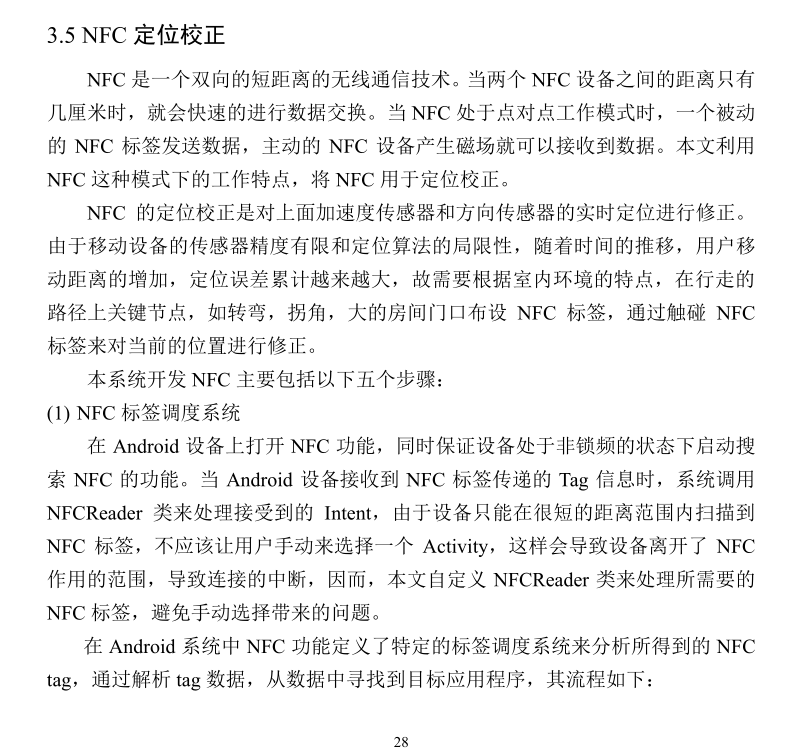 3.5 NFC 定位校正
NFC 是一个双向的短距离的无线通信技术。当两个 NFC 设备之间的距离只有
几厘米时，就会快速的进行数据交换。当 NFC 处于点对点工作模式时，一个被动
的 NFC 标签发送数据，主动的 NFC 设备产生磁场就可以接收到数据。本文利用
NFC 这种模式下的工作特点，将 NFC 用于定位校正。
NFC 的定位校正是对上面加速度传感器和方向传感器的实时定位进行修正。
由于移动设备的传感器精度有限和定位算法的局限性，随着时间的推移，用户移
动距离的增加，定位误差累计越来越大，故需要根据室内环境的特点，在行走的
路径上关键节点，如转弯，拐角，大的房间门口布设 NFC 标签，通过触碰 NFC
标签来对当前的位置进行修正。
本系统开发 NFC 主要包括以下五个步骤：
(1) NFC 标签调度系统
在 Android 设备上打开 NFC 功能，同时保证设备处于非锁频的状态下启动搜
索 NFC 的功能。当 Android 设备接收到 NFC 标签传递的 Tag 信息时，系统调用
NFCReader 类来处理接受到的 Intent，由于设备只能在很短的距离范围内扫描到
NFC 标签，不应该让用户手动来选择一个 Activity，这样会导致设备离开了 NFC
作用的范围，导致连接的中断，因而，本文自定义 NFCReader 类来处理所需要的
NFC 标签，避免手动选择带来的问题。
在 Android 系统中 NFC 功能定义了特定的标签调度系统来分析所得到的 NFC
tag，通过解析 tag 数据，从数据中寻找到目标应用程序，其流程如下：
28